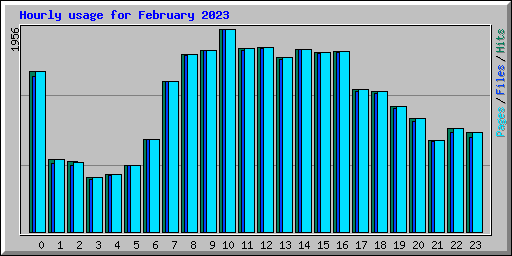 Hourly usage for February 2023
1956
Pages/Files/Hits
0 1 2 3 4 5 6 7 8 9 10 11 12 13 14 15 16 17 18 19 20 21 22 23